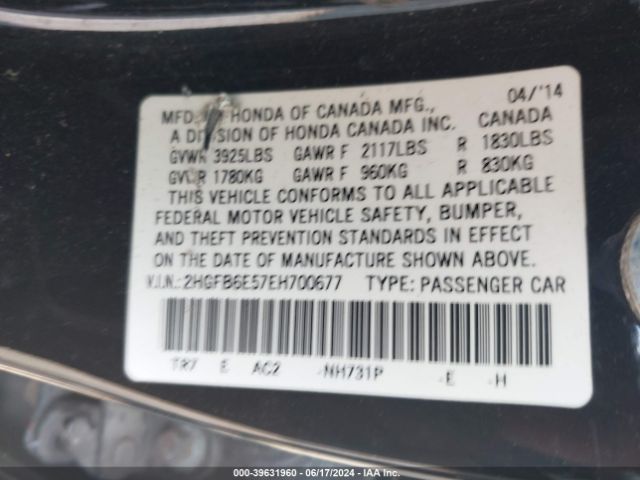 04/'14
MFD. BY HONDA OF CANADA MFG., CANADA
A DIVISION OF HONDA CANADA INC.
GVWR 3925LBS GAWR F 2117LBS R 1830LBS
GVWR 1780KG GAWR F 960KG R 830KG
THIS VEHICLE CONFORMS TO ALL APPLICABLE
FEDERAL MOTOR VEHICLE SAFETY, BUMPER,
AND THEFT PREVENTION STANDARDS IN EFFECT
ON THE DATE OF MANUFACTURE SHOWN ABOVE.
V.I.N.: 2HGFB6E57EH700677 TYPE: PASSENGER CAR
TR7 E AC2 -NH731P -E -H
000-39631960 - 06/17/2024 - IAA Inc.